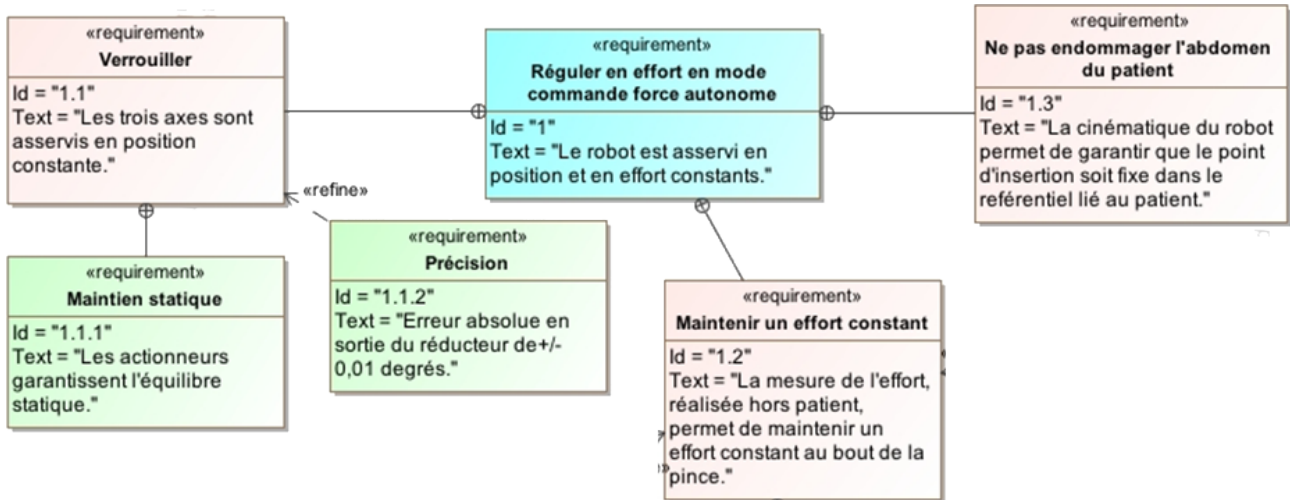 «requirement»
Verrouiller
Id = "1.1"
Text = "Les trois axes sont
asservis en position
constante."
«requirement»
Réguler en effort en mode
commande force autonome
Id = "1"
Text = "Le robot est asservi en
position et en effort constants."
«requirement»
Ne pas endommager l'abdomen
du patient
Id = "1.3"
Text = "La cinématique du robot
permet de garantir que le point
d'insertion soit fixe dans le
reférentiel lié au patient."
«refine»
«requirement»
Maintien statique
Id = "1.1.1"
Text = "Les actionneurs
garantissent l'équilibre
statique."
«requirement»
Précision
Id = "1.1.2"
Text = "Erreur absolue en
sortie du réducteur de+/-
0,01 degrés."
«requirement»
Maintenir un effort constant
Id = "1.2"
Text = "La mesure de l'effort,
réalisée hors patient,
permet de maintenir un
effort constant au bout de la
pince."